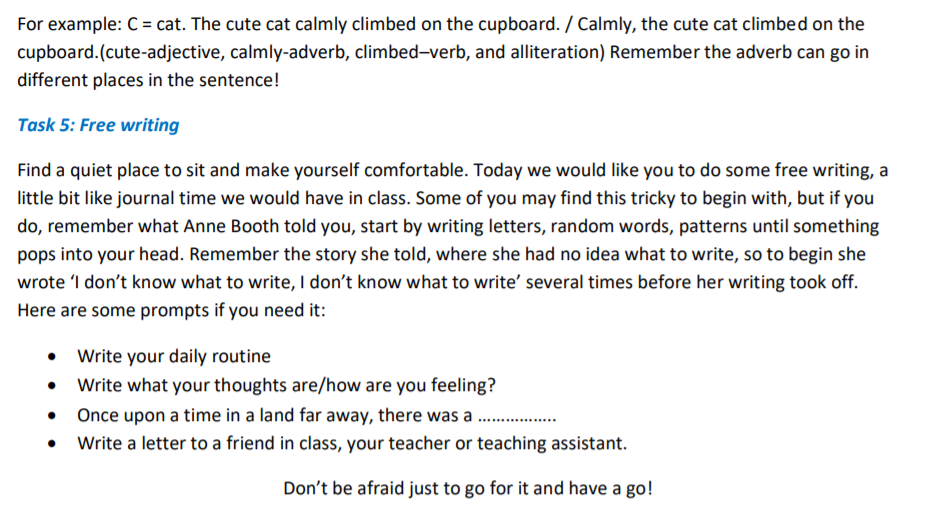 For example: C = cat. The cute cat calmly climbed on the cupboard. / Calmly, the cute cat climbed on the
cupboard.(cute-adjective, calmly-adverb, climbed–verb, and alliteration) Remember the adverb can go in
different places in the sentence!
Task 5: Free writing
Find a quiet place to sit and make yourself comfortable. Today we would like you to do some free writing, a
little bit like journal time we would have in class. Some of you may find this tricky to begin with, but if you
do, remember what Anne Booth told you, start by writing letters, random words, patterns until something
pops into your head. Remember the story she told, where she had no idea what to write, so to begin she
wrote ‘I don’t know what to write, I don’t know what to write’ several times before her writing took off.
Here are some prompts if you need it:
• Write your daily routine
• Write what your thoughts are/how are you feeling?
• Once upon a time in a land far away, there was a ……………..
• Write a letter to a friend in class, your teacher or teaching assistant.
Don’t be afraid just to go for it and have a go!